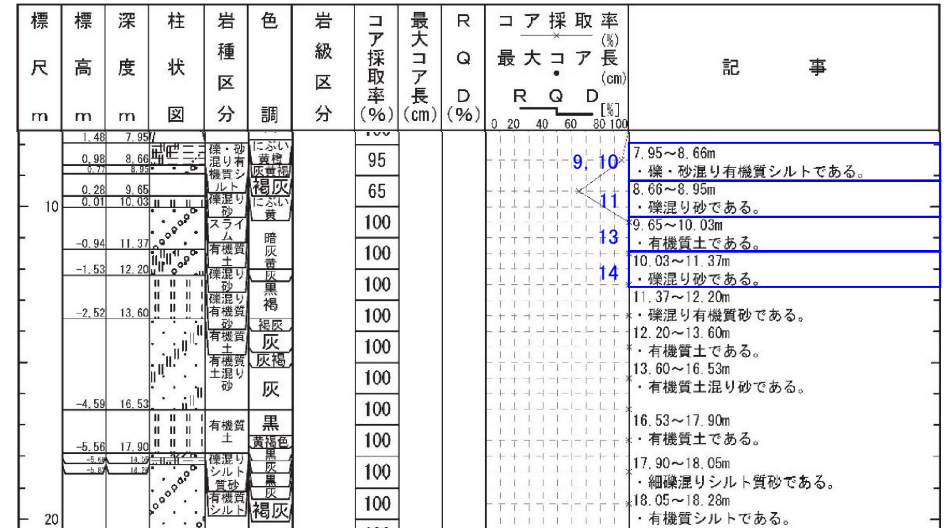 標尺 m
標高 m
深度 m
柱状図
岩種区分
色調
岩級区分
コア採取率(%)
最大コア長(cm)
RQD(%)
コア採取率(%)
最大コア長(cm)
RQD[%]
0 20 40 60 80 100
記事
1.48 7.95
0.98 8.66
0.77 8.95
0.28 9.65
0.01 10.03
-0.94 11.37
-1.53 12.20
-2.52 13.60
-4.59 16.53
-5.56 17.90
10
20
礫・砂混り有機質シルト
礫混り砂
スライム
有機質土
礫混り砂
礫混り有機質砂
有機質土
有機質土混り砂
有機質土
礫混りシルト質砂
有機質シルト
にぶい黄橙
灰黄褐
褐灰
にぶい黄
暗灰黄
灰
黒褐
褐灰
灰
灰褐
灰
黒
黄褐色
黒
灰
黒
灰
褐灰
95
65
100
100
100
100
100
100
100
100
100
100
9, 10
11
13
14
7.95～8.66m
・礫・砂混り有機質シルトである。
8.66～8.95m
・礫混り砂である。
9.65～10.03m
・有機質土である。
10.03～11.37m
・礫混り砂である。
11.37～12.20m
・礫混り有機質砂である。
12.20～13.60m
・有機質土である。
13.60～16.53m
・有機質土混り砂である。
16.53～17.90m
・有機質土である。
17.90～18.05m
・細礫混りシルト質砂である。
18.05～18.28m
・有機質シルトである。